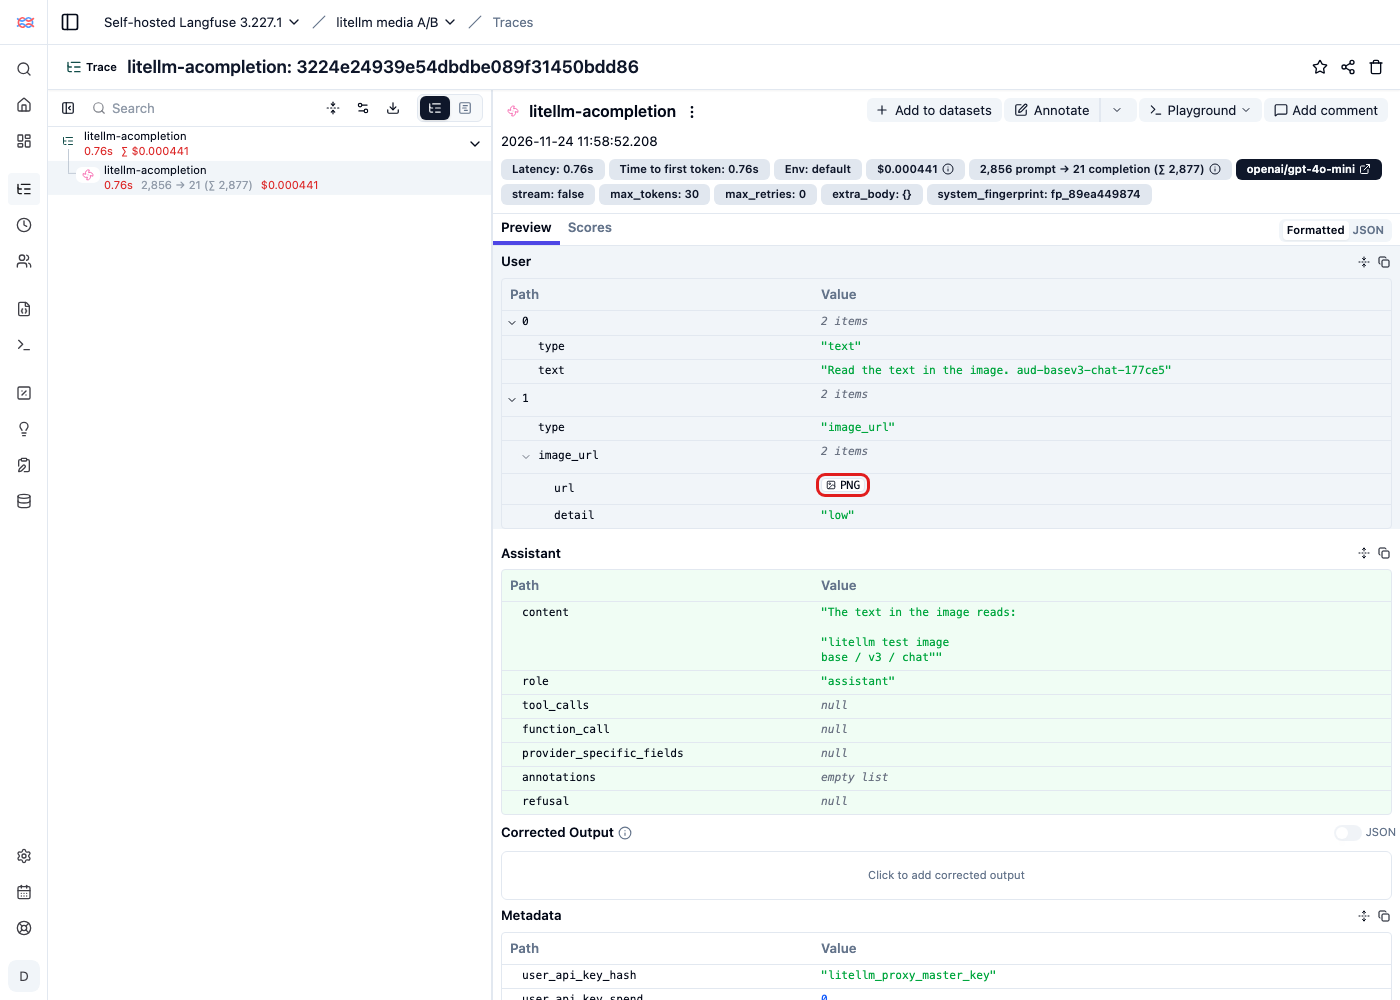 Self-hosted Langfuse 3.227.1
litellm media A/B
Traces
Trace
litellm-acompletion: 3224e24939e54dbdbe089f31450bdd86
Search
litellm-acompletion
0.76s ∑ $0.000441
litellm-acompletion
0.76s 2,856 → 21 (∑ 2,877) $0.000441
litellm-acompletion
Add to datasets
Annotate
Playground
Add comment
2026-11-24 11:58:52.208
Latency: 0.76s
Time to first token: 0.76s
Env: default
$0.000441
2,856 prompt → 21 completion (∑ 2,877)
openai/gpt-4o-mini
stream: false
max_tokens: 30
max_retries: 0
extra_body: {}
system_fingerprint: fp_89ea449874
Preview
Scores
Formatted
JSON
User
Path Value
0 2 items
type "text"
text "Read the text in the image. aud-basev3-chat-177ce5"
1 2 items
type "image_url"
image_url 2 items
url PNG
detail "low"
Assistant
Path Value
content "The text in the image reads:
"litellm test image
base / v3 / chat""
role "assistant"
tool_calls null
function_call null
provider_specific_fields null
annotations empty list
refusal null
Corrected Output
JSON
Click to add corrected output
Metadata
Path Value
user_api_key_hash "litellm_proxy_master_key"
user_api_key_spend 0
D